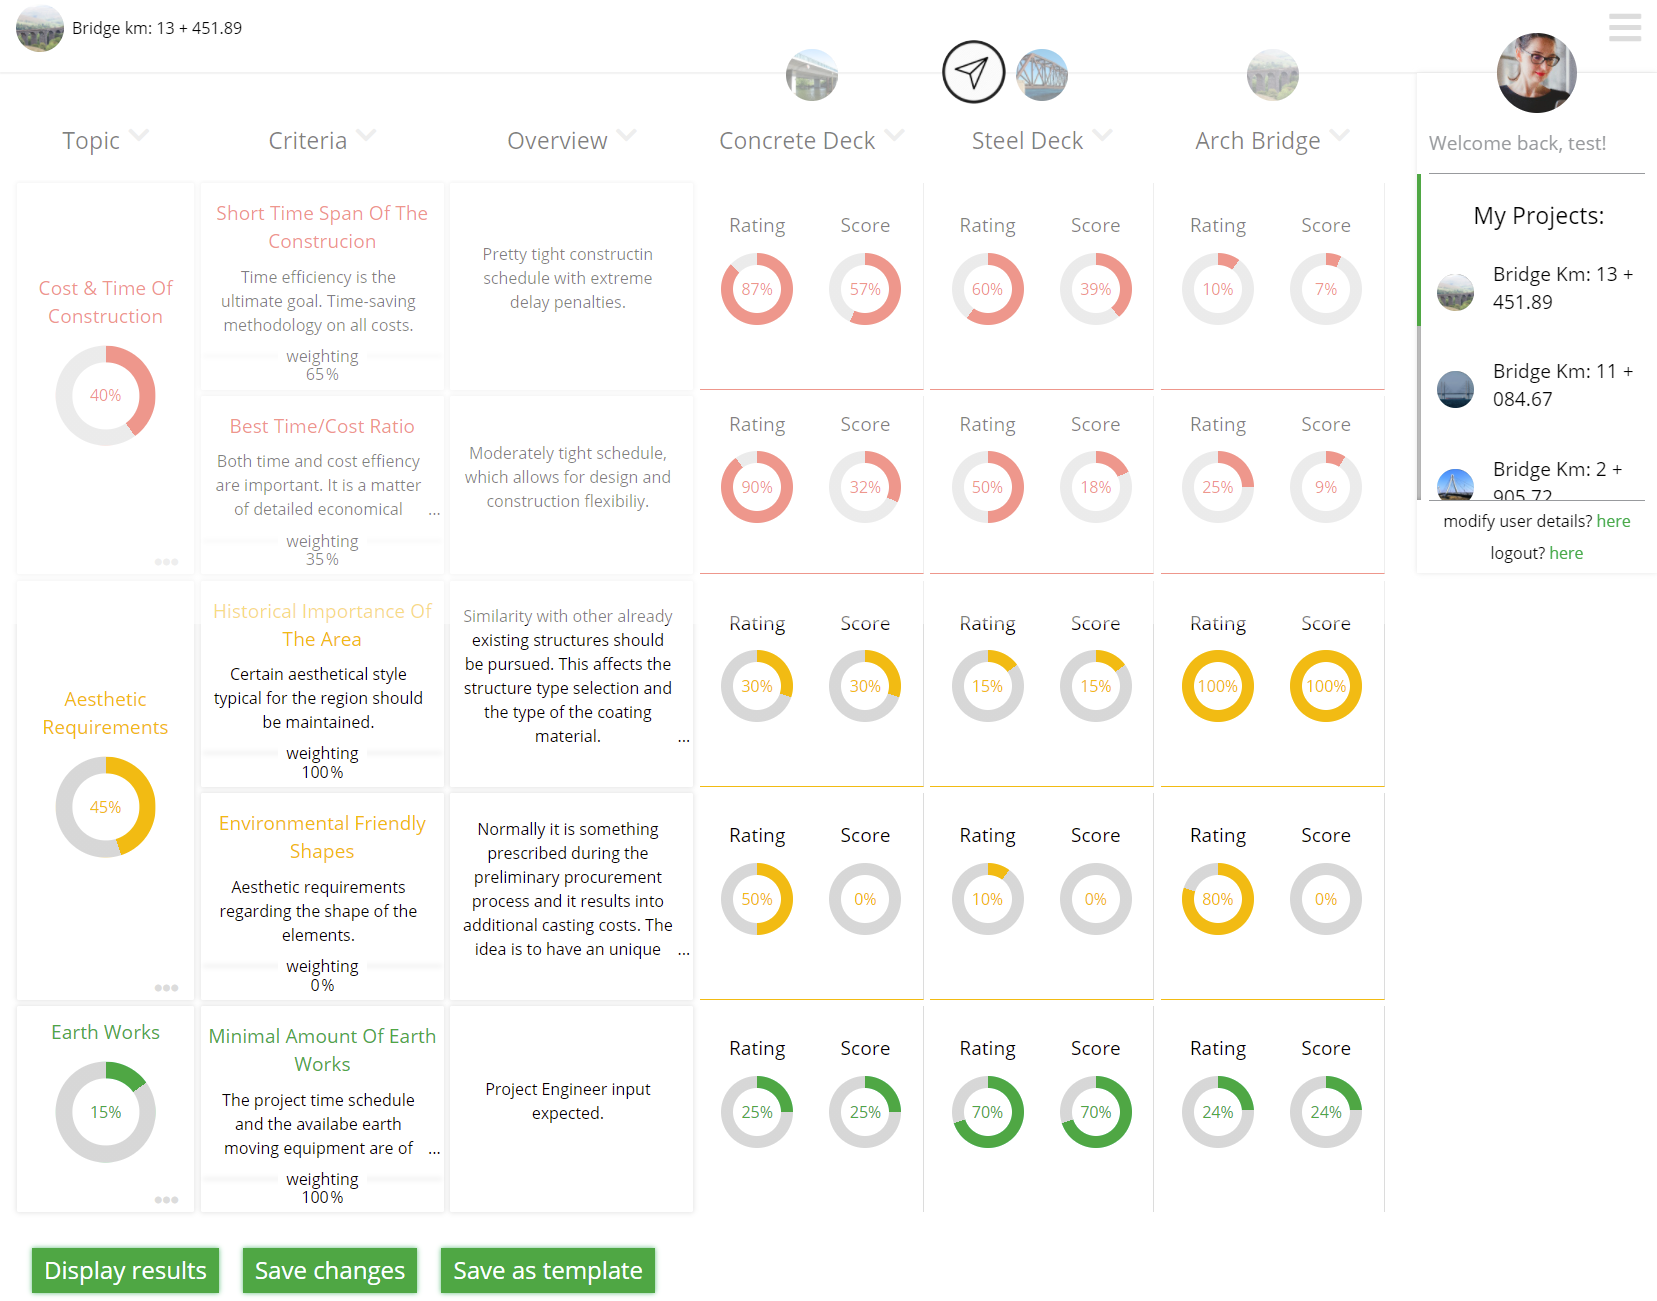 Bridge km: 13 + 451.89
Topic
Criteria
Overview
Concrete Deck
Steel Deck
Arch Bridge
Cost & Time Of
Construction
40%
Short Time Span Of The
Construcion
Time efficiency is the
ultimate goal. Time-saving
methodology on all costs.
weighting
65%
Pretty tight constructin
schedule with extreme
delay penalties.
Rating Score
87% 57%
Rating Score
60% 39%
Rating Score
10% 7%
Best Time/Cost Ratio
Both time and cost effiency
are important. It is a matter
of detailed economical ...
weighting
35%
Moderately tight schedule,
which allows for design and
construction flexibiliy.
Rating Score
90% 32%
Rating Score
50% 18%
Rating Score
25% 9%
Aesthetic
Requirements
45%
Historical Importance Of
The Area
Certain aesthetical style
typical for the region should
be maintained.
weighting
100%
Similarity with other already
existing structures should
be pursued. This affects the
structure type selection and
the type of the coating
material. ...
Rating Score
30% 30%
Rating Score
15% 15%
Rating Score
100% 100%
Environmental Friendly
Shapes
Aesthetic requirements
regarding the shape of the
elements.
weighting
0%
Normally it is something
prescribed during the
preliminary procurement
process and it results into
additional casting costs. The
idea is to have an unique ...
Rating Score
50% 0%
Rating Score
10% 0%
Rating Score
80% 0%
Earth Works
15%
Minimal Amount Of Earth
Works
The project time schedule
and the availabe earth
moving equipment are of ...
weighting
100%
Project Engineer input
expected.
Rating Score
25% 25%
Rating Score
70% 70%
Rating Score
24% 24%
Display results
Save changes
Save as template
Welcome back, test!
My Projects:
Bridge Km: 13 +
451.89
Bridge Km: 11 +
084.67
Bridge Km: 2 +
905.72
modify user details? here
logout? here